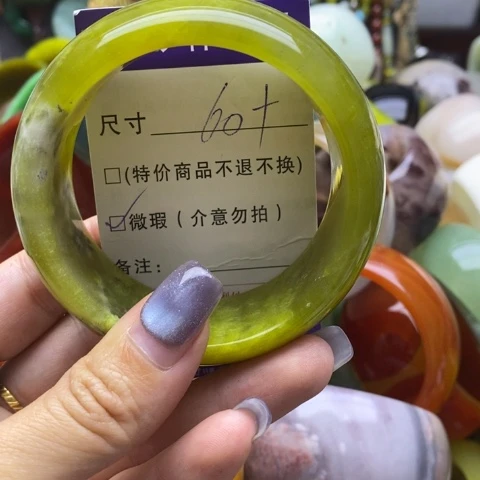 尺寸 60+
□(特价商品不退不换)
☑微瑕(介意勿拍)
备注: